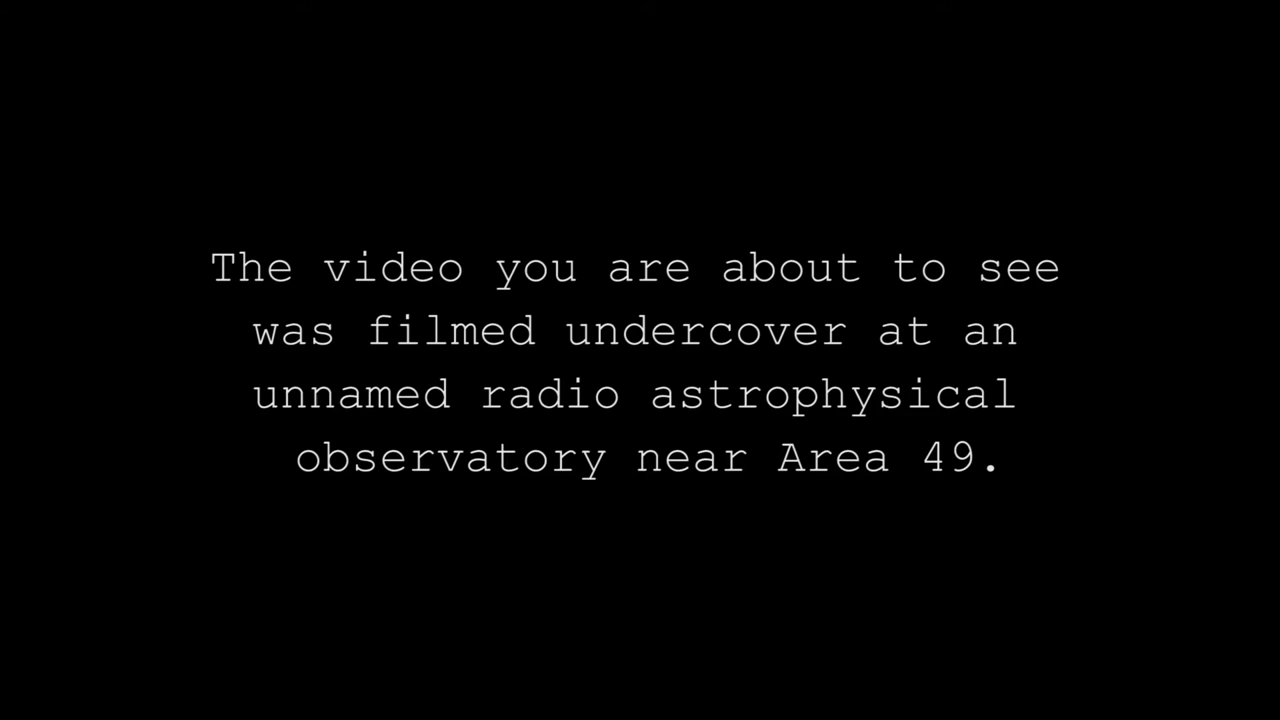 The video you are about to see
was filmed undercover at an
unnamed radio astrophysical
observatory near Area 49.